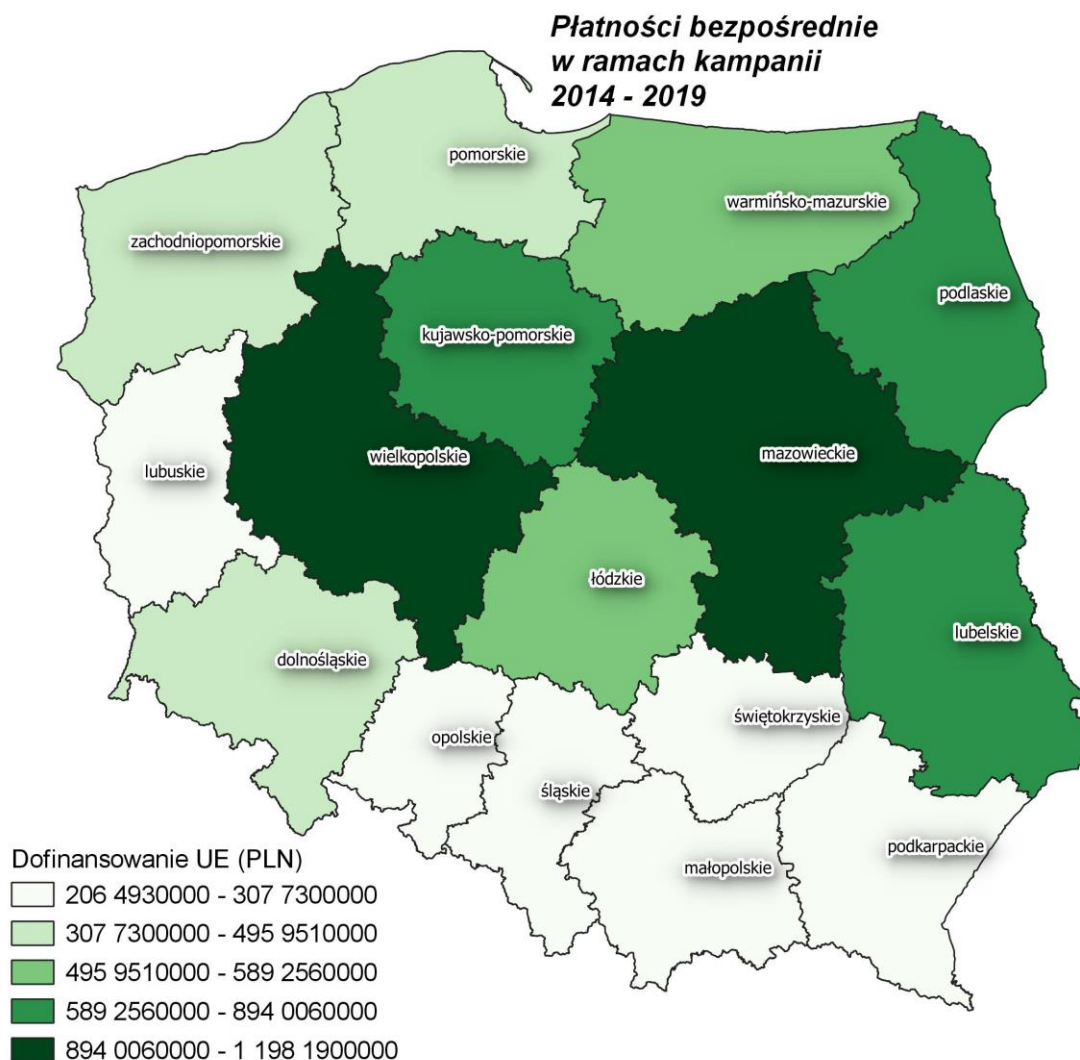 Płatności bezpośrednie
w ramach kampanii
2014 - 2019
pomorskie
warmińsko-mazurskie
zachodniopomorskie
podlaskie
kujawsko-pomorskie
mazowieckie
wielkopolskie
lubuskie
łódzkie
lubelskie
dolnośląskie
świętokrzyskie
opolskie
śląskie
podkarpackie
małopolskie
Dofinansowanie UE (PLN)
206 4930000 - 307 7300000
307 7300000 - 495 9510000
495 9510000 - 589 2560000
589 2560000 - 894 0060000
894 0060000 - 1 198 1900000